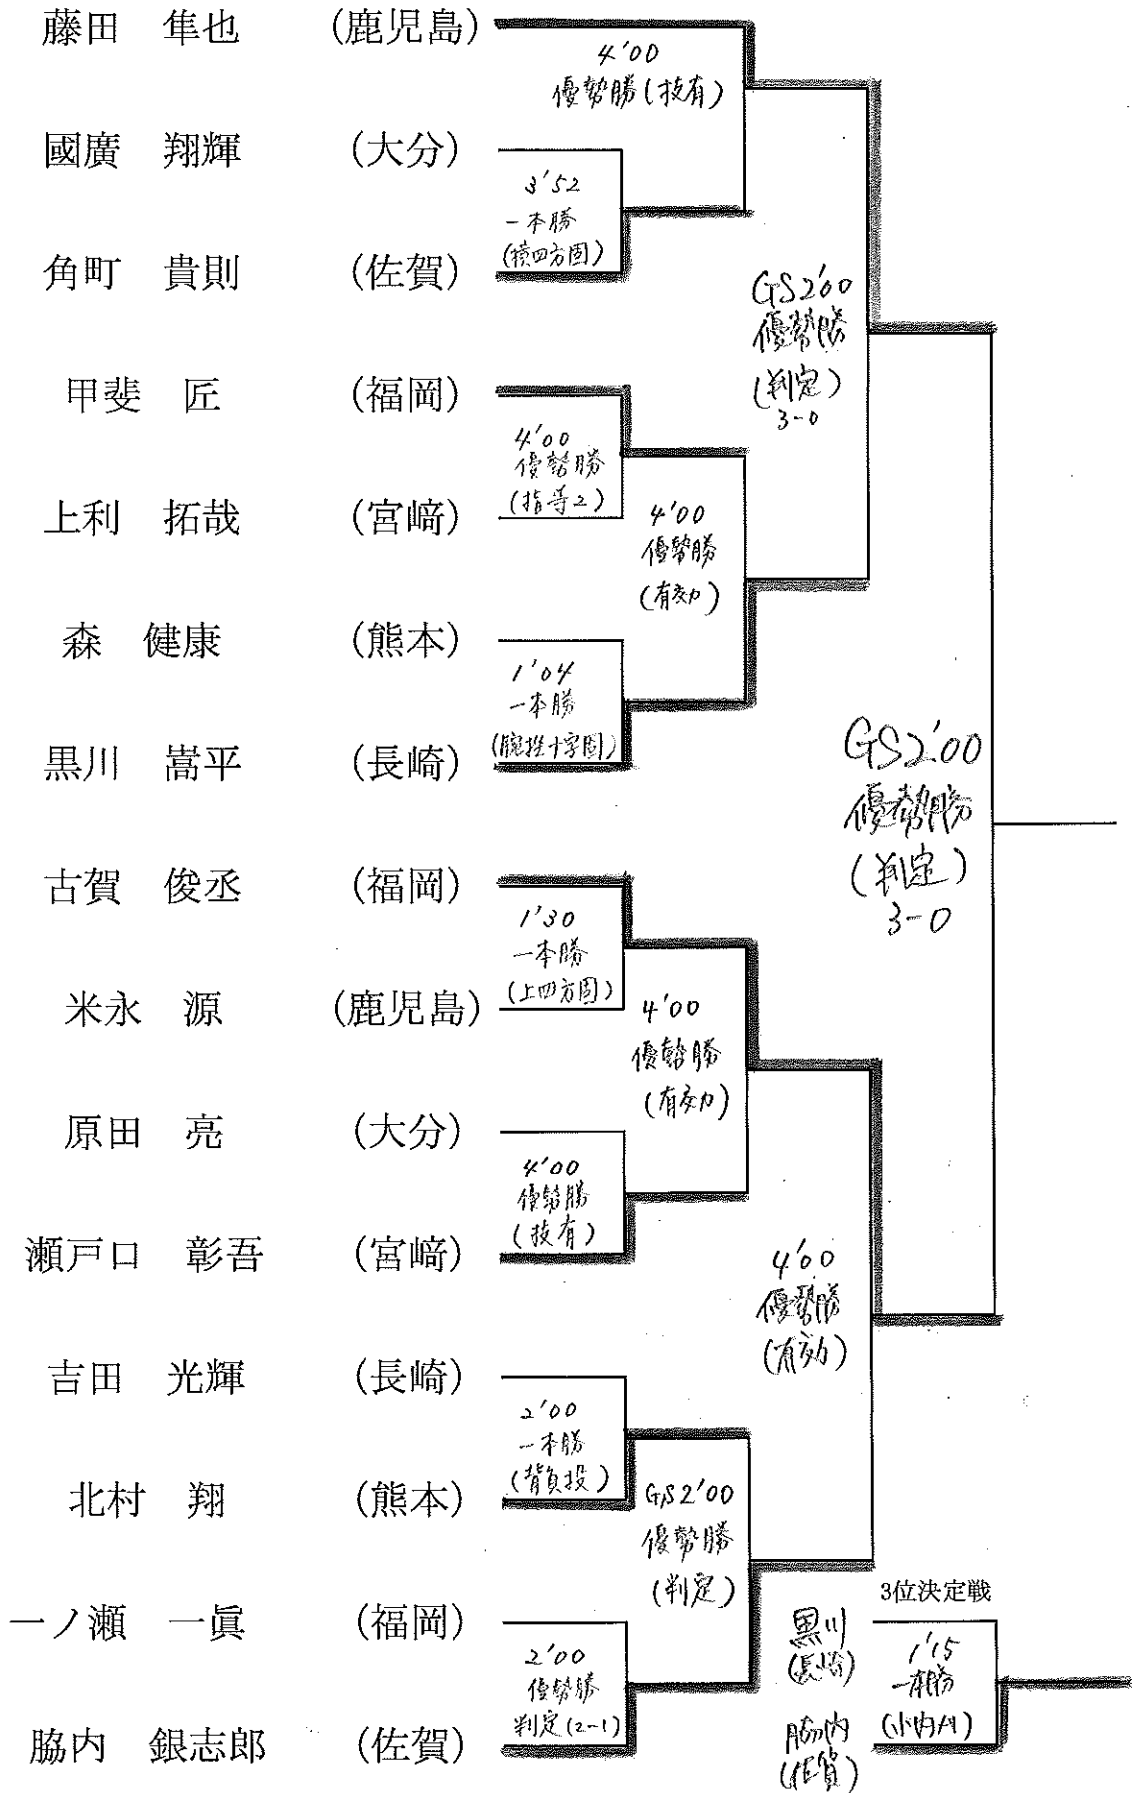 藤田　隼也　(鹿児島)
4'00
優勢勝(技有)
國廣　翔輝　(大分)
3'52
一本勝
(横四方固)
角町　貴則　(佐賀)
GS2'00
優勢勝
(判定)
3-0
甲斐　匠　(福岡)
4'00
優勢勝
(指導2)
上利　拓哉　(宮﨑)
4'00
優勢勝
(有効)
森　健康　(熊本)
1'04
一本勝
(腕挫十字固)
黒川　嵩平　(長崎)
GS2'00
優勢勝
(判定)
3-0
古賀　俊丞　(福岡)
1'30
一本勝
(上四方固)
米永　源　(鹿児島)
4'00
優勢勝
(有効)
原田　亮　(大分)
4'00
優勢勝
(技有)
瀬戸口　彰吾　(宮﨑)
4'00
優勢勝
(有効)
吉田　光輝　(長崎)
2'00
一本勝
(背負投)
北村　翔　(熊本)
GS2'00
優勢勝
(判定)
一ノ瀬　一眞　(福岡)
2'00
優勢勝
判定(2-1)
脇内　銀志郎　(佐賀)
3位決定戦
黒川
(長崎)
1'15
一本勝
(小内刈)
脇内
(佐賀)